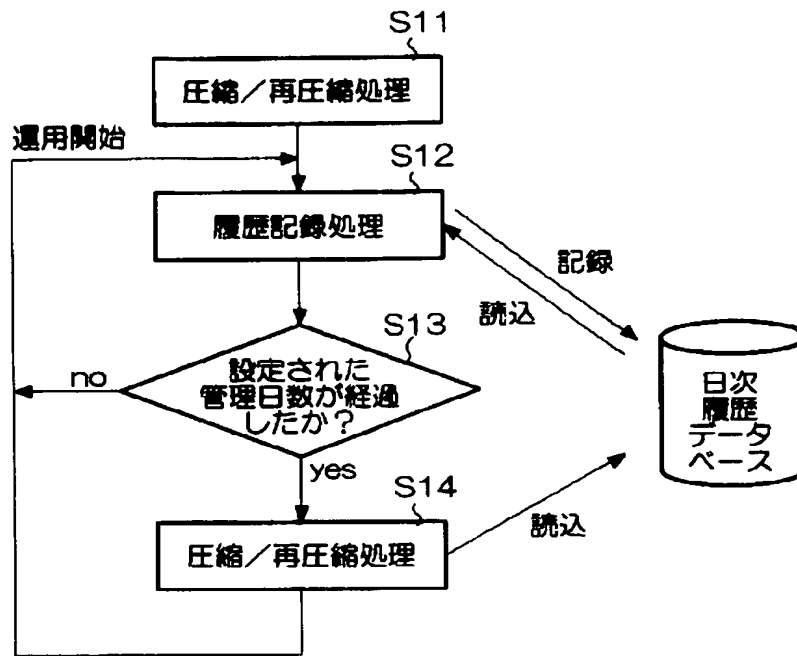 S11
圧縮／再圧縮処理
運用開始
S12
履歴記録処理
記録
読込
S13
設定された
管理日数が経過
したか？
no
yes
日次
履歴
データ
ベース
S14
圧縮／再圧縮処理
読込